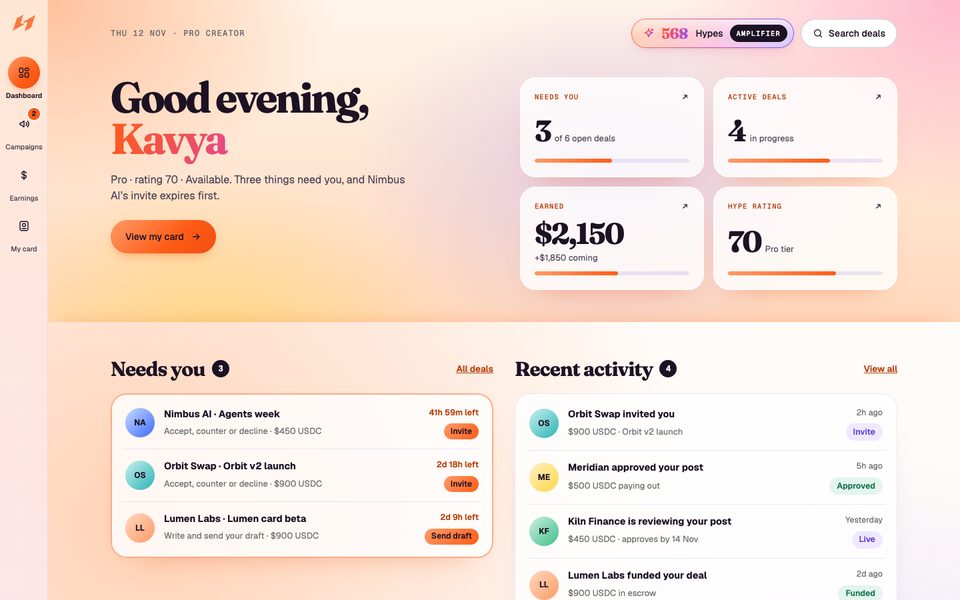 THU 12 NOV · PRO CREATOR
568 Hypes AMPLIFIER
Search deals
Dashboard
2
Campaigns
Earnings
My card
Good evening,
Kavya
Pro · rating 70 · Available. Three things need you, and Nimbus
AI's invite expires first.
View my card →
NEEDS YOU ↗
3 of 6 open deals
ACTIVE DEALS ↗
4 in progress
EARNED ↗
$2,150
+$1,850 coming
HYPE RATING ↗
70 Pro tier
Needs you 3
All deals
NA
Nimbus AI · Agents week
41h 59m left
Accept, counter or decline · $450 USDC
Invite
OS
Orbit Swap · Orbit v2 launch
2d 18h left
Accept, counter or decline · $900 USDC
Invite
LL
Lumen Labs · Lumen card beta
2d 9h left
Write and send your draft · $900 USDC
Send draft
Recent activity 4
View all
OS
Orbit Swap invited you
2h ago
$900 USDC · Orbit v2 launch
Invite
ME
Meridian approved your post
5h ago
$500 USDC paying out
Approved
KF
Kiln Finance is reviewing your post
Yesterday
$450 USDC · approves by 14 Nov
Live
LL
Lumen Labs funded your deal
2d ago
$900 USDC in escrow
Funded